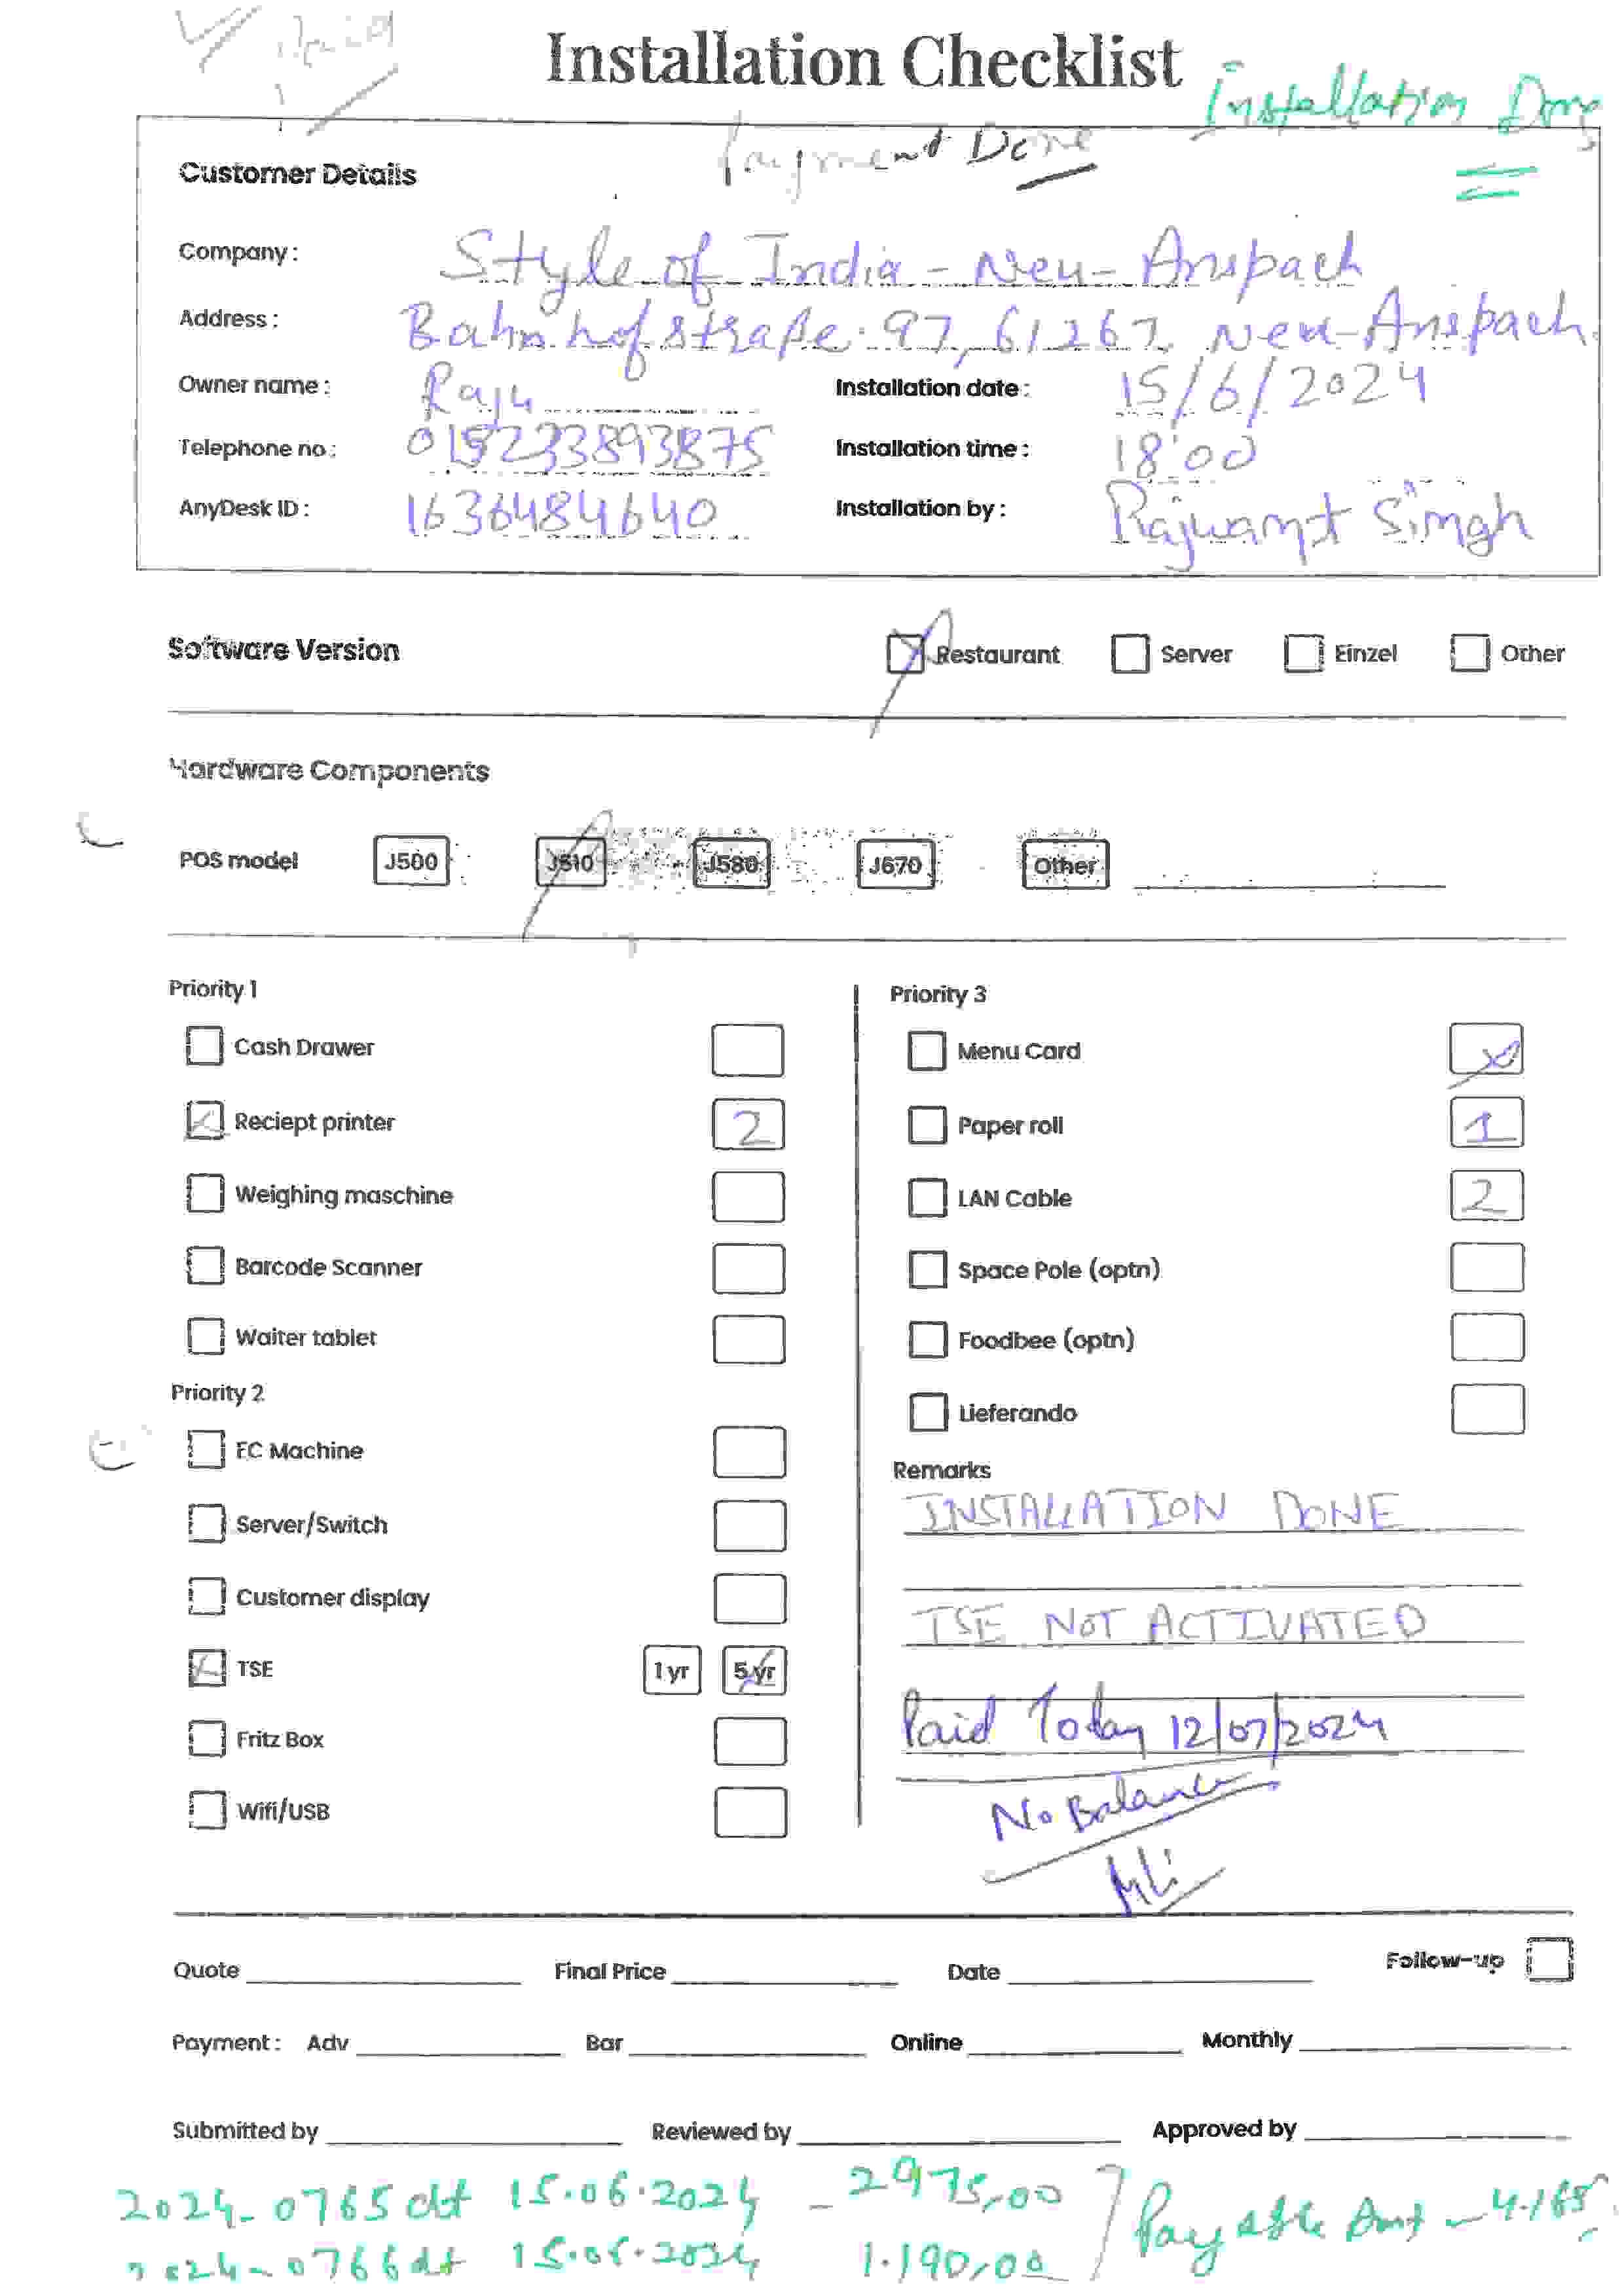 Paid
Installation Checklist
Installation Done
Payment Done
Customer Details
Company: Style of India - Neu-Anspach
Address: Bahnhofstraße 97, 61267 Neu-Anspach
Owner name: Raju Installation date: 15/6/2024
Telephone no: 015233893875 Installation time: 18:00
AnyDesk ID: 1636484640 Installation by: Rajwant Singh
Software Version Restaurant Server Einzel Other
Hardware Components
POS model J500 J510 J580 J670 Other
Priority 1
Cash Drawer
Reciept printer 2
Weighing maschine
Barcode Scanner
Waiter tablet
Priority 2
EC Machine
Server/Switch
Customer display
TSE 1 yr 5 yr
Fritz Box
Wifi/USB
Priority 3
Menu Card
Paper roll 1
LAN Cable 2
Space Pole (optn)
Foodbee (optn)
Lieferando
Remarks
INSTALLATION DONE
TSE NOT ACTIVATED
Paid Today 12/07/2024
No Balance
Quote Final Price Date Follow-up
Payment: Adv Bar Online Monthly
Submitted by Reviewed by Approved by
2024-0765 dt 15.06.2024 - 2975,00
2024-0766 dt 15.06.2024 1.190,00
Payable Amt - 4.165